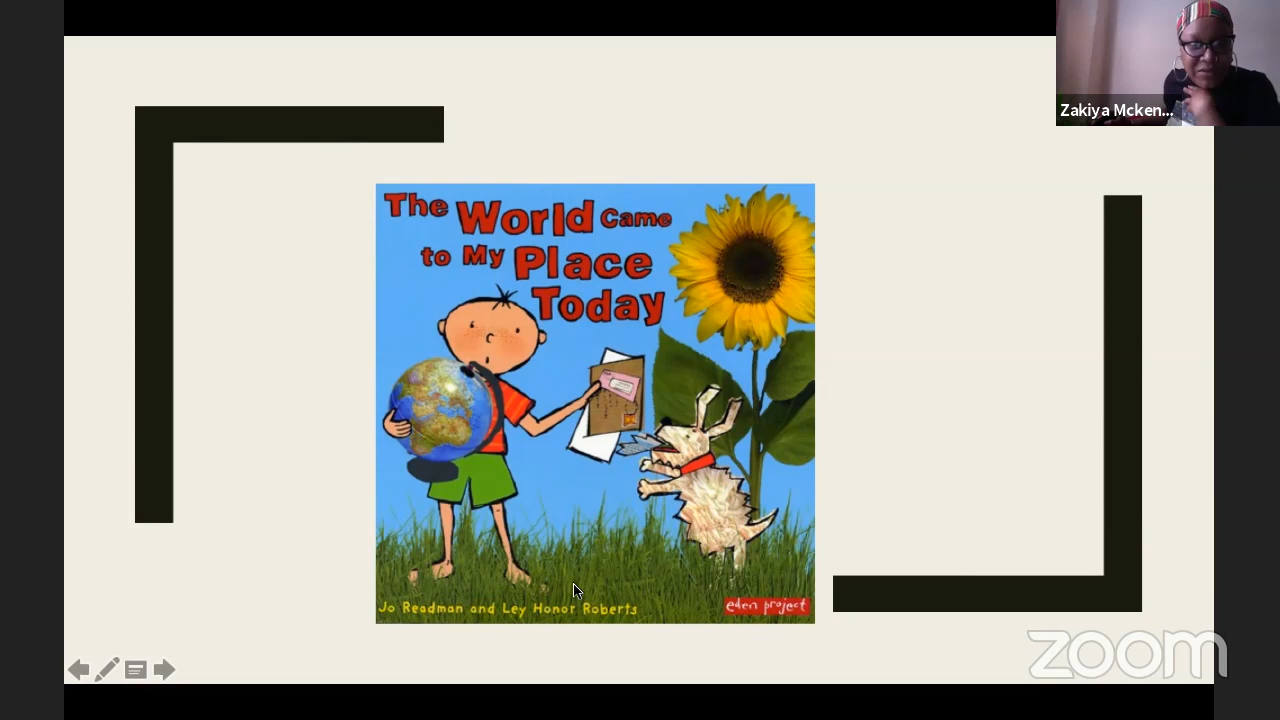 Zakiya Mcken...
The World Came
to My Place
Today
Jo Readman and Ley Honor Roberts
eden project
zoom